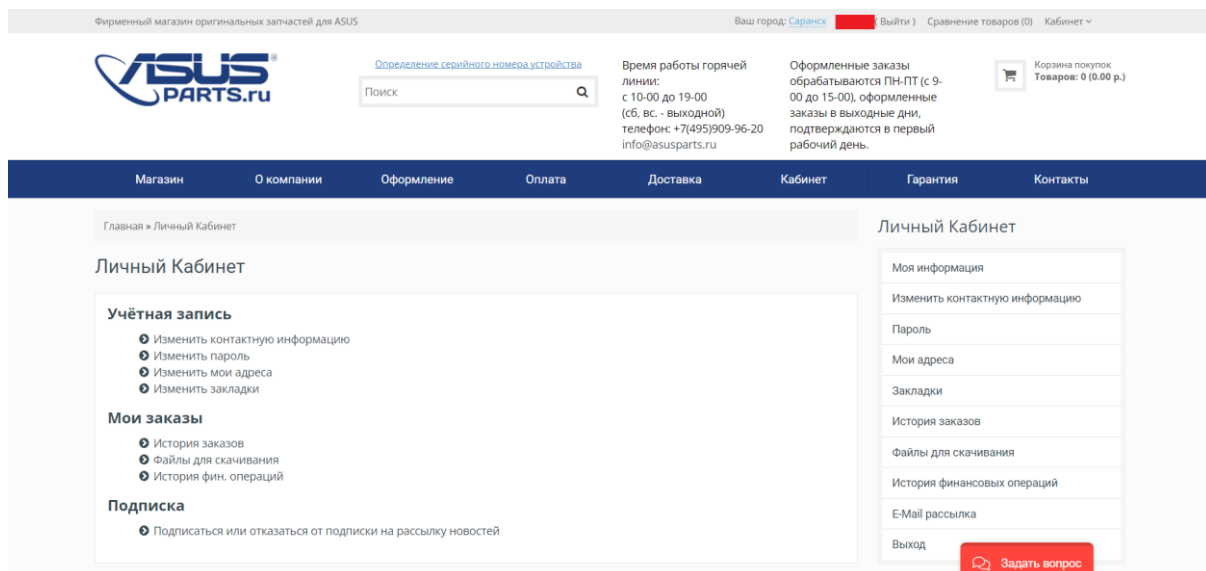 Фирменный магазин оригинальных запчастей для ASUS
Ваш город: Саранск ( Выйти ) Сравнение товаров (0) Кабинет
ASUS®
PARTS.ru
Определение серийного номера устройства
Поиск
Время работы горячей
линии:
с 10-00 до 19-00
(сб, вс. - выходной)
телефон: +7(495)909-96-20
info@asusparts.ru
Оформленные заказы
обрабатываются ПН-ПТ (с 9-
00 до 15-00), оформленные
заказы в выходные дни,
подтверждаются в первый
рабочий день.
Корзина покупок
Товаров: 0 (0.00 р.)
Магазин О компании Оформление Оплата Доставка Кабинет Гарантия Контакты
Главная » Личный Кабинет
Личный Кабинет
Учётная запись
Изменить контактную информацию
Изменить пароль
Изменить мои адреса
Изменить закладки
Мои заказы
История заказов
Файлы для скачивания
История фин. операций
Подписка
Подписаться или отказаться от подписки на рассылку новостей
Личный Кабинет
Моя информация
Изменить контактную информацию
Пароль
Мои адреса
Закладки
История заказов
Файлы для скачивания
История финансовых операций
E-Mail рассылка
Выход
Задать вопрос